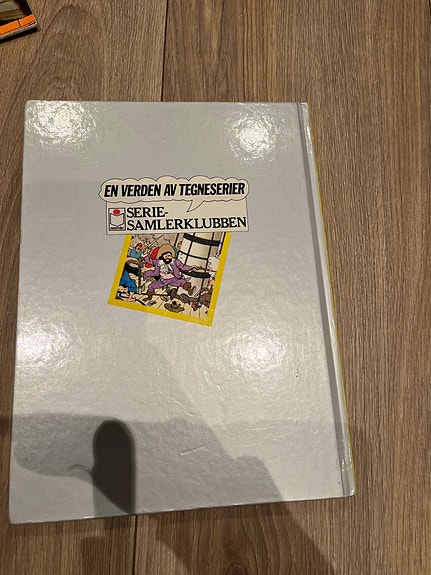 EN VERDEN AV TEGNESERIER
SERIE-
SAMLERKLUBBEN